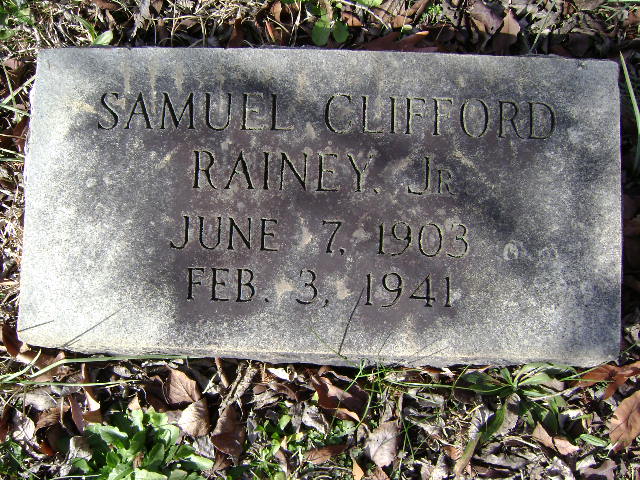 SAMUEL CLIFFORD
RAINEY, JR
JUNE 7, 1903
FEB. 3, 1941